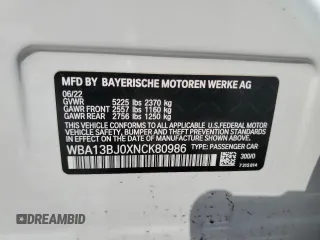 MFD BY BAYERISCHE MOTOREN WERKE AG
06/22
GVWR 5225 lbs 2370 kg
GAWR FRONT 2557 lbs 1160 kg
GAWR REAR 2756 lbs 1250 kg
THIS VEHICLE CONFORMS TO ALL APPLICABLE
FEDERAL MOTOR VEHICLE SAFETY, BUMPER, AND
THEFT PREVENTION STANDARDS IN EFFECT ON
THE DATE OF MANUFACTURE SHOWN ABOVE.
WBA13BJ0XNCK80986
TYPE: PASSENGER CAR
300/0
DREAMBID
DREAMBID.COM